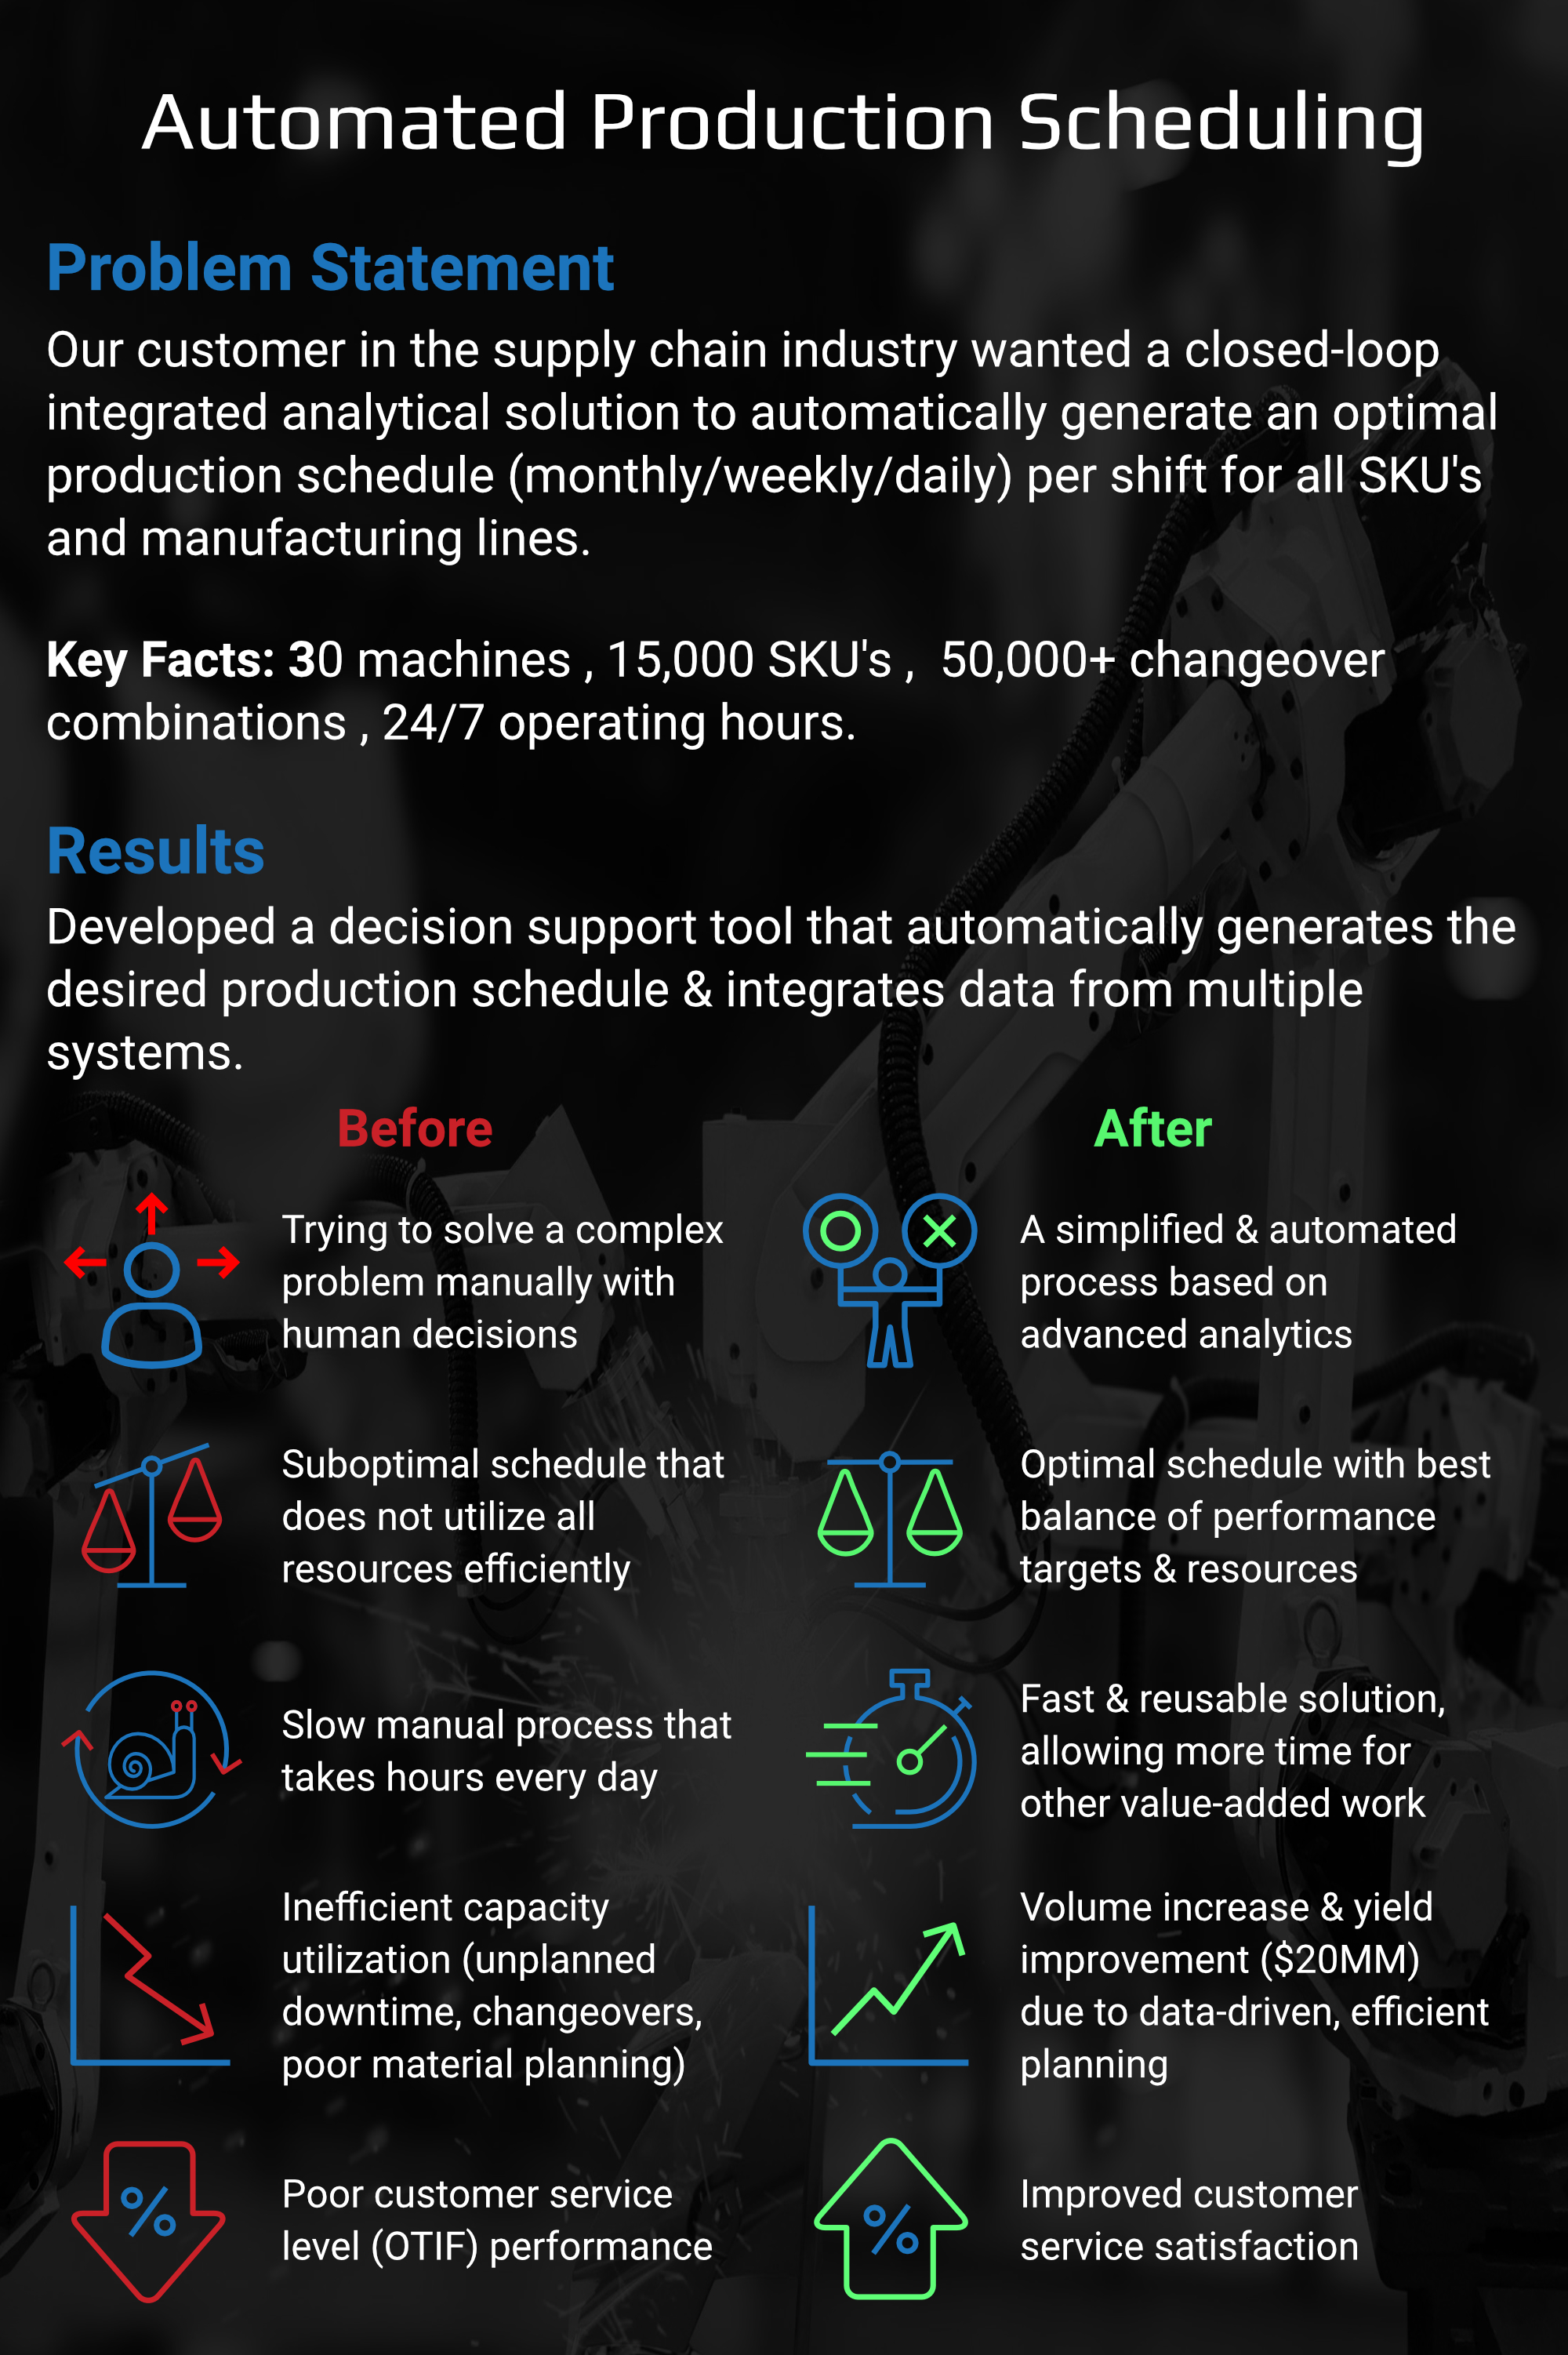 Automated Production Scheduling
Problem Statement
Our customer in the supply chain industry wanted a closed-loop
integrated analytical solution to automatically generate an optimal
production schedule (monthly/weekly/daily) per shift for all SKU's
and manufacturing lines.
Key Facts: 30 machines , 15,000 SKU's ,  50,000+ changeover
combinations , 24/7 operating hours.
Results
Developed a decision support tool that automatically generates the
desired production schedule & integrates data from multiple
systems.
Before
After
Trying to solve a complex
problem manually with
human decisions
A simplified & automated
process based on
advanced analytics
Suboptimal schedule that
does not utilize all
resources efficiently
Optimal schedule with best
balance of performance
targets & resources
Slow manual process that
takes hours every day
Fast & reusable solution,
allowing more time for
other value-added work
Inefficient capacity
utilization (unplanned
downtime, changeovers,
poor material planning)
Volume increase & yield
improvement ($20MM)
due to data-driven, efficient
planning
%
Poor customer service
level (OTIF) performance
%
Improved customer
service satisfaction